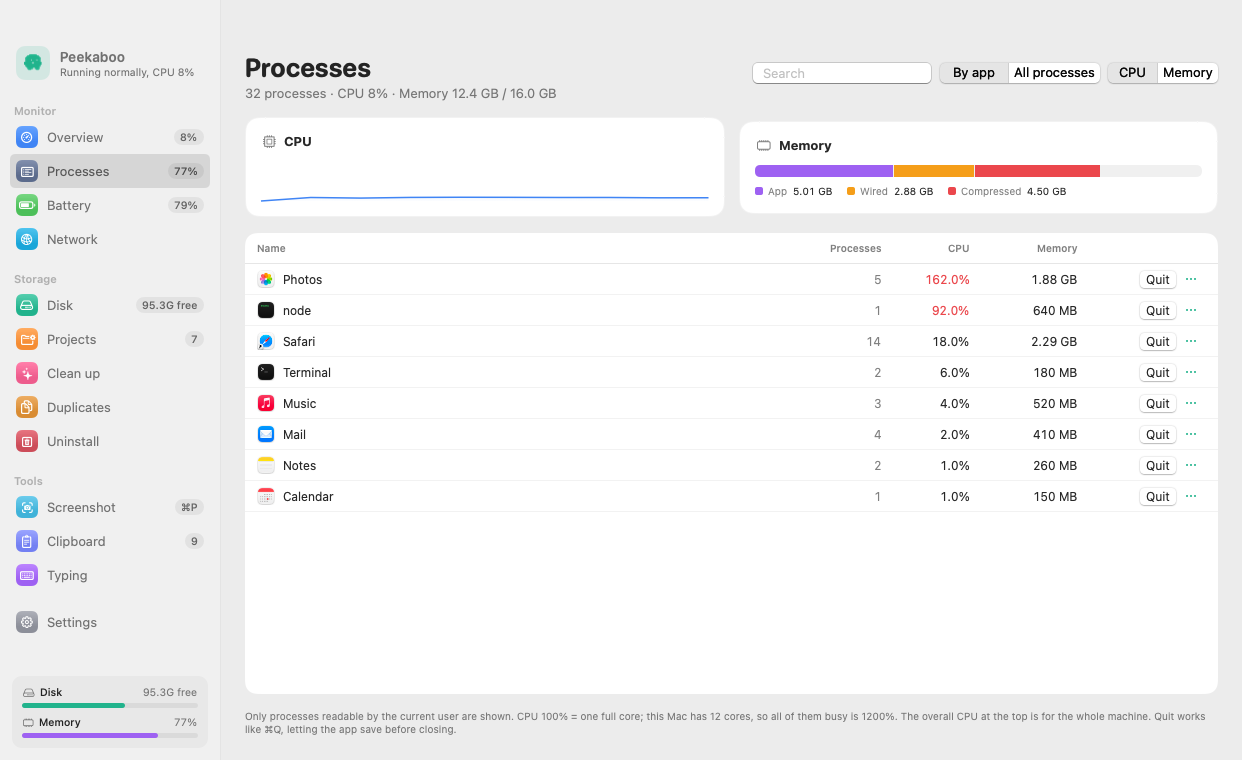 Peekaboo
Running normally, CPU 8%
Monitor
Overview 8%
Processes 77%
Battery 79%
Network
Storage
Disk 95.3G free
Projects 7
Clean up
Duplicates
Uninstall
Tools
Screenshot ⌘P
Clipboard 9
Typing
Settings
Disk 95.3G free
Memory 77%
Processes
32 processes · CPU 8% · Memory 12.4 GB / 16.0 GB
Search
By app All processes
CPU Memory
CPU
Memory
App 5.01 GB Wired 2.88 GB Compressed 4.50 GB
Name Processes CPU Memory
Photos 5 162.0% 1.88 GB Quit ···
node 1 92.0% 640 MB Quit ···
Safari 14 18.0% 2.29 GB Quit ···
Terminal 2 6.0% 180 MB Quit ···
Music 3 4.0% 520 MB Quit ···
Mail 4 2.0% 410 MB Quit ···
Notes 2 1.0% 260 MB Quit ···
Calendar 1 1.0% 150 MB Quit ···
Only processes readable by the current user are shown. CPU 100% = one full core; this Mac has 12 cores, so all of them busy is 1200%. The overall CPU at the top is for the whole machine. Quit works
like ⌘Q, letting the app save before closing.